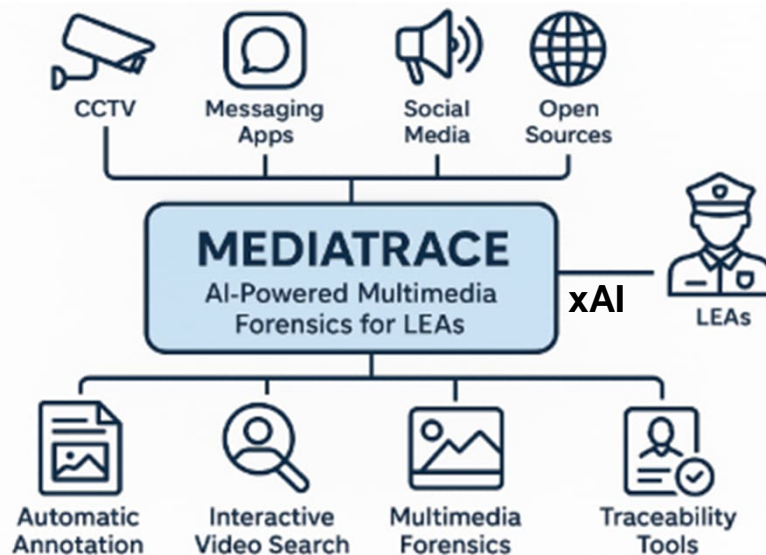 CCTV
Messaging
Apps
Social
Media
Open
Sources
MEDIATRACE
AI-Powered Multimedia
Forensics for LEAs
xAI
LEAs
Automatic
Annotation
Interactive
Video Search
Multimedia
Forensics
Traceability
Tools